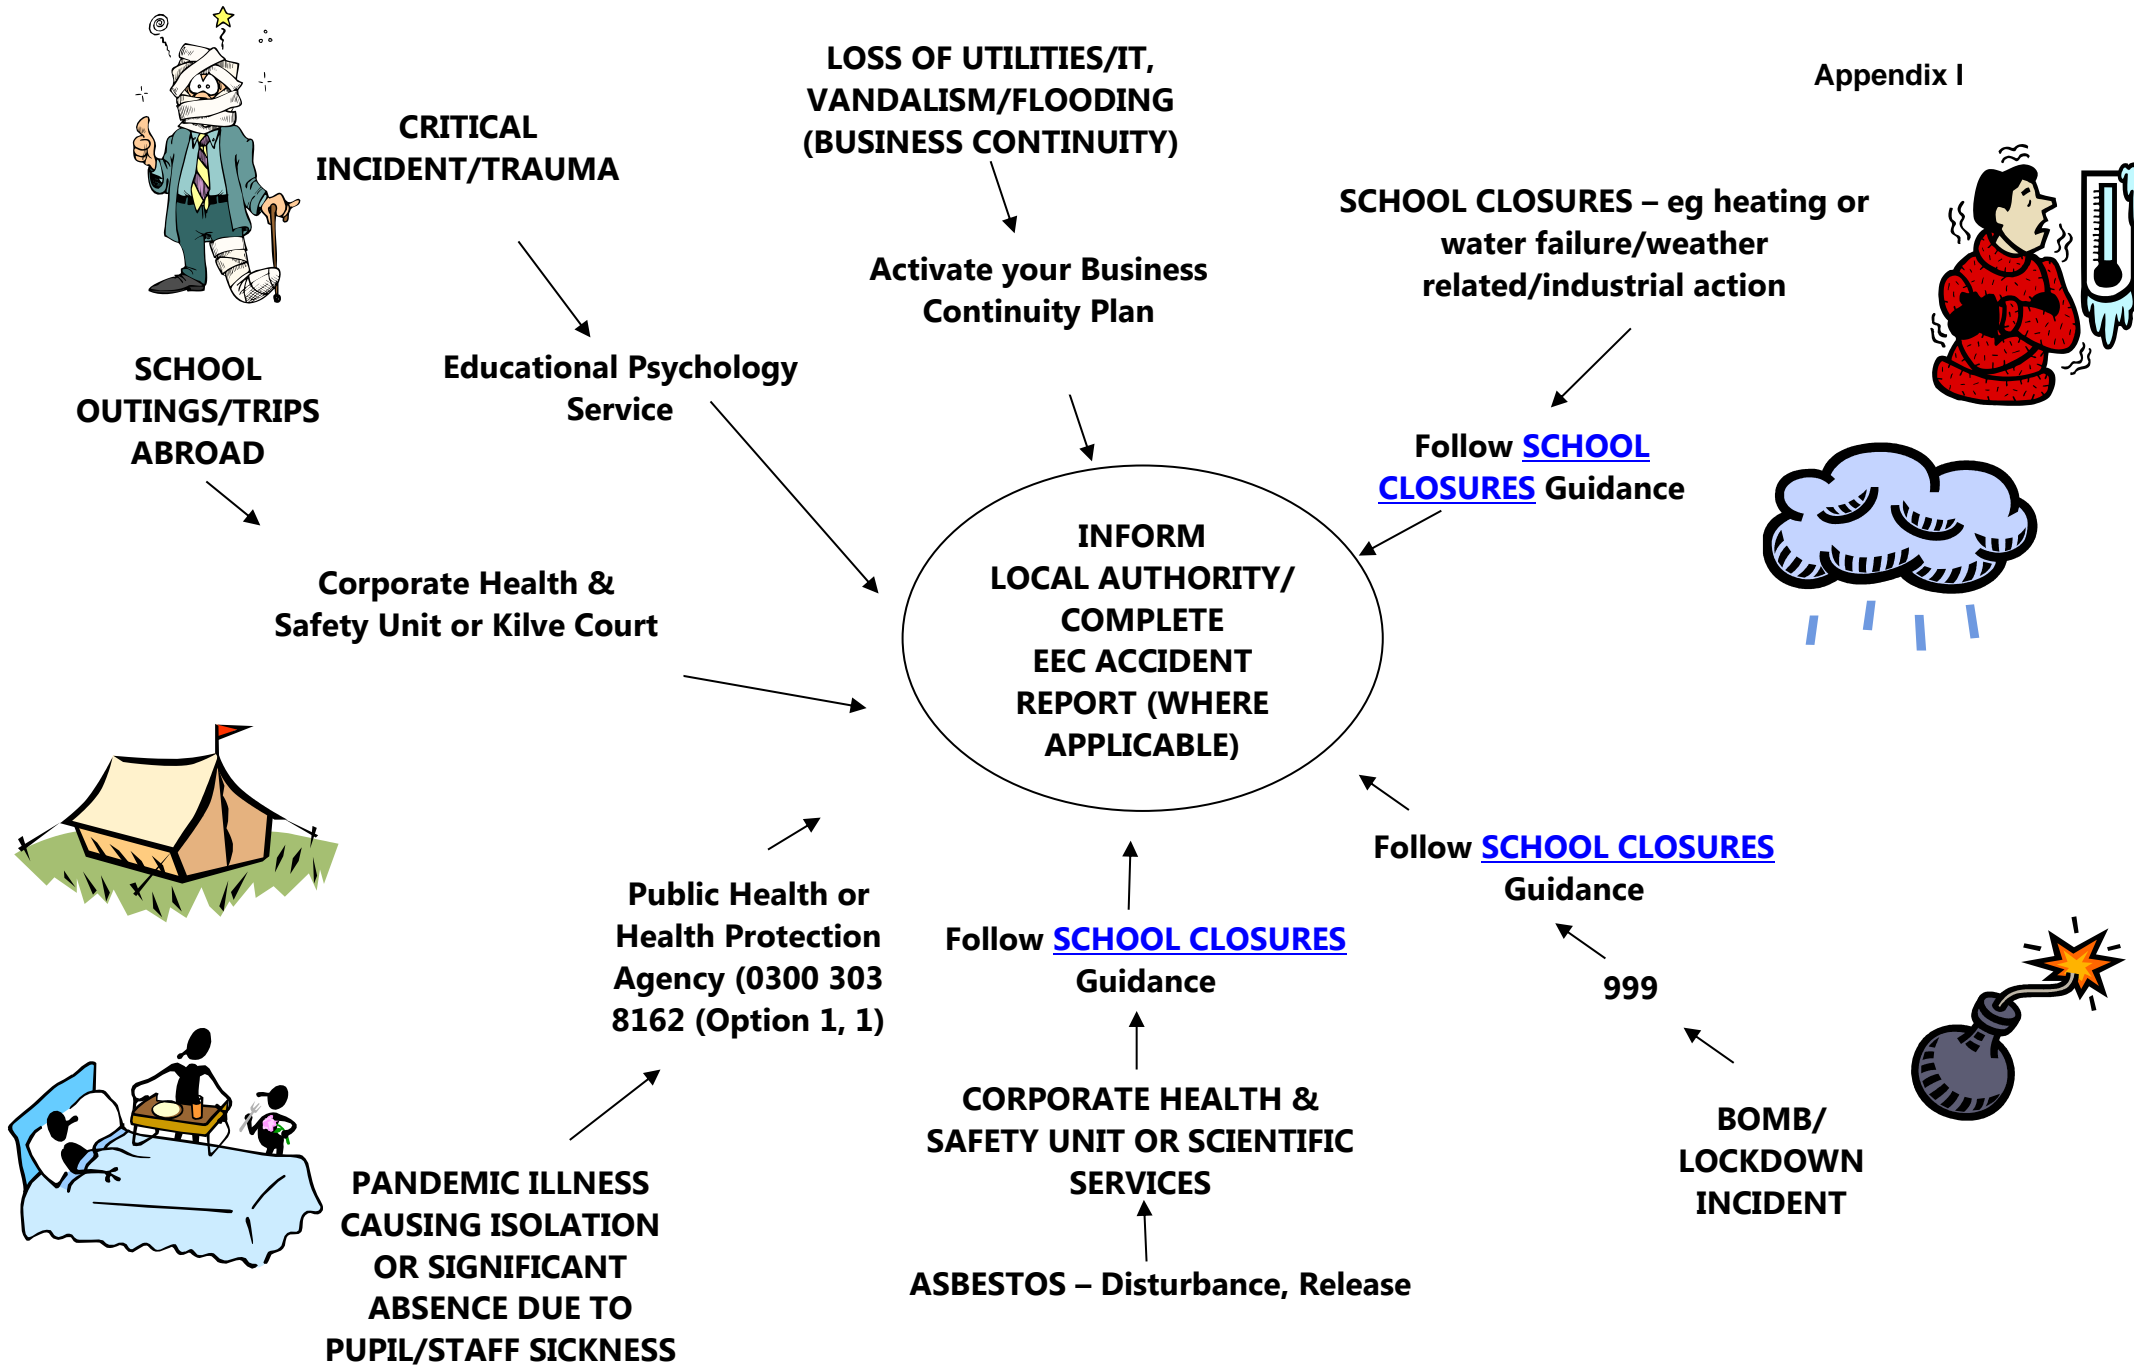 Appendix I
LOSS OF UTILITIES/IT,
VANDALISM/FLOODING
(BUSINESS CONTINUITY)
CRITICAL
INCIDENT/TRAUMA
SCHOOL CLOSURES – eg heating or
water failure/weather
related/industrial action
Activate your Business
Continuity Plan
SCHOOL
OUTINGS/TRIPS
ABROAD
Educational Psychology
Service
Follow SCHOOL
CLOSURES Guidance
Corporate Health &
Safety Unit or Kilve Court
INFORM
LOCAL AUTHORITY/
COMPLETE
EEC ACCIDENT
REPORT (WHERE
APPLICABLE)
Follow SCHOOL CLOSURES
Guidance
Public Health or
Health Protection
Agency (0300 303
8162 (Option 1, 1)
Follow SCHOOL CLOSURES
Guidance
999
CORPORATE HEALTH &
SAFETY UNIT OR SCIENTIFIC
SERVICES
BOMB/
LOCKDOWN
INCIDENT
PANDEMIC ILLNESS
CAUSING ISOLATION
OR SIGNIFICANT
ABSENCE DUE TO
PUPIL/STAFF SICKNESS
ASBESTOS – Disturbance, Release